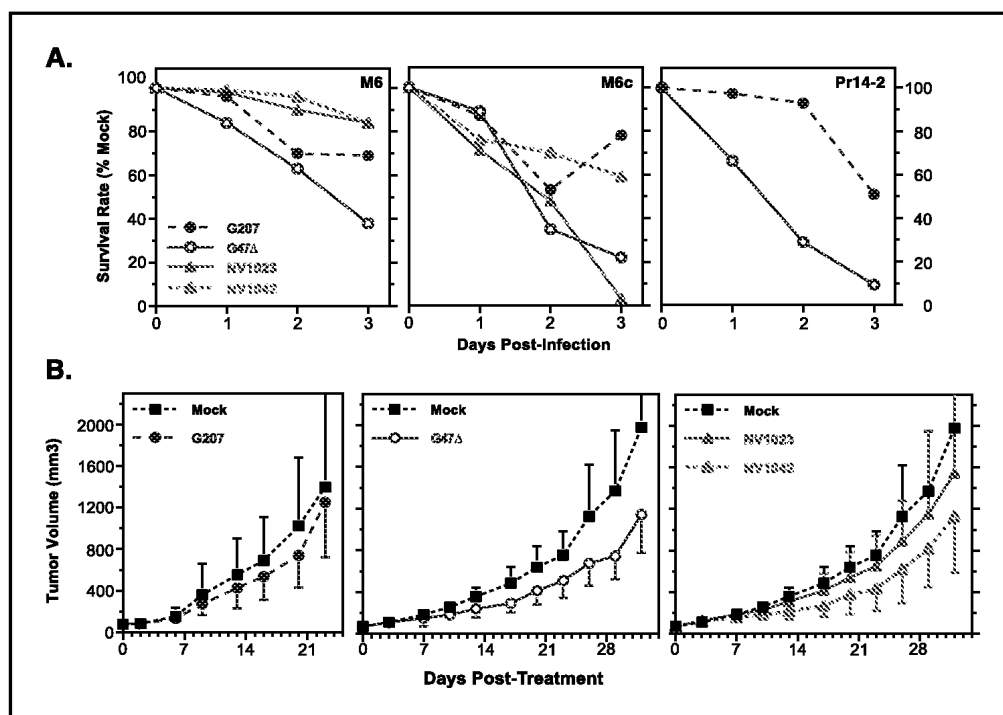 A.
M6
M6c
Pr14-2
100
80
60
40
20
0
Survival Rate (% Mock)
G207
G47Δ
NV1023
NV1042
100
80
60
40
20
0
0 1 2 3
0 1 2 3
0 1 2 3
Days Post-Infection
B.
Mock
G207
Mock
G47Δ
Mock
NV1023
NV1042
2000
1600
1200
800
400
0
Tumor Volume (mm3)
0 7 14 21
0 7 14 21 28
0 7 14 21 28
Days Post-Treatment